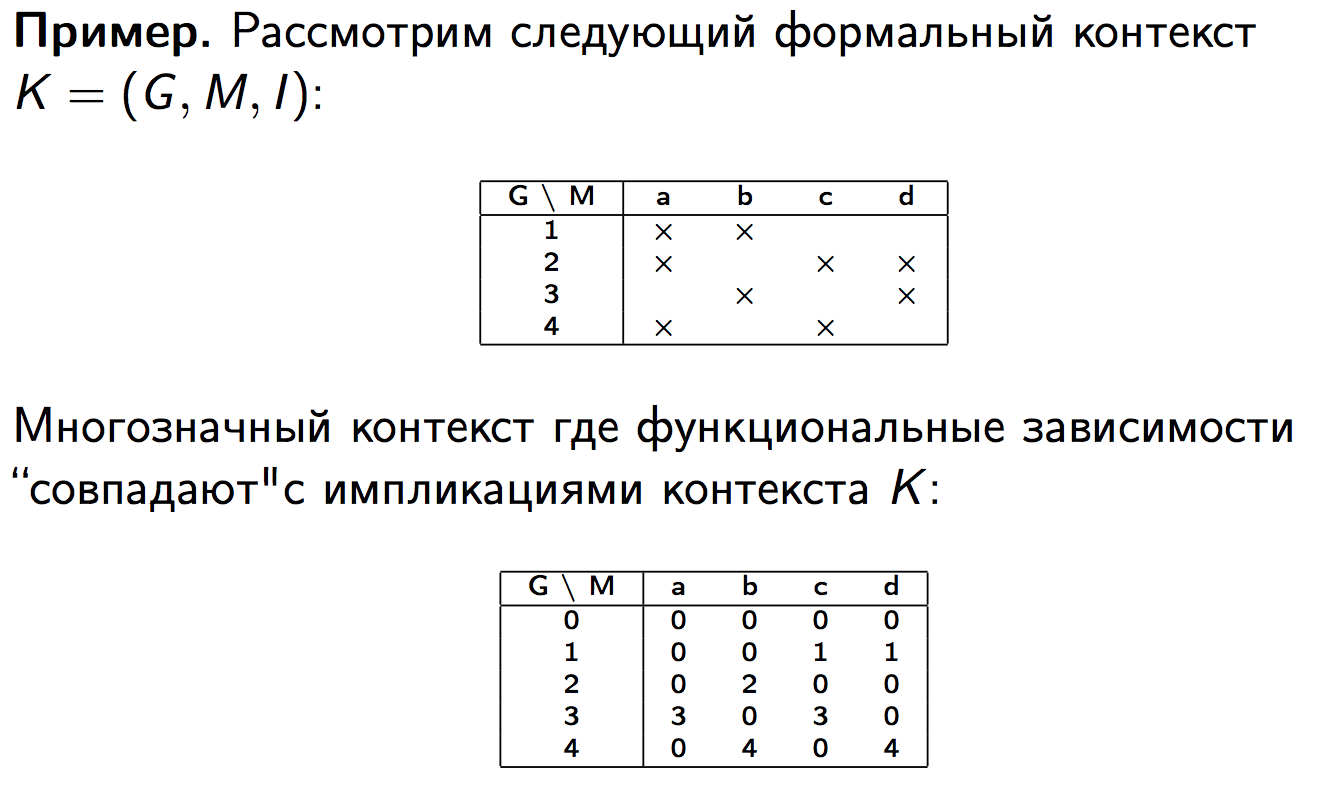 Пример. Рассмотрим следующий формальный контекст
K = (G, M, I):
G \ M a b c d
1 × ×
2 × × ×
3 × ×
4 × ×
Многозначный контекст где функциональные зависимости
“совпадают"с импликациями контекста K:
G \ M a b c d
0 0 0 0 0
1 0 0 1 1
2 0 2 0 0
3 3 0 3 0
4 0 4 0 4